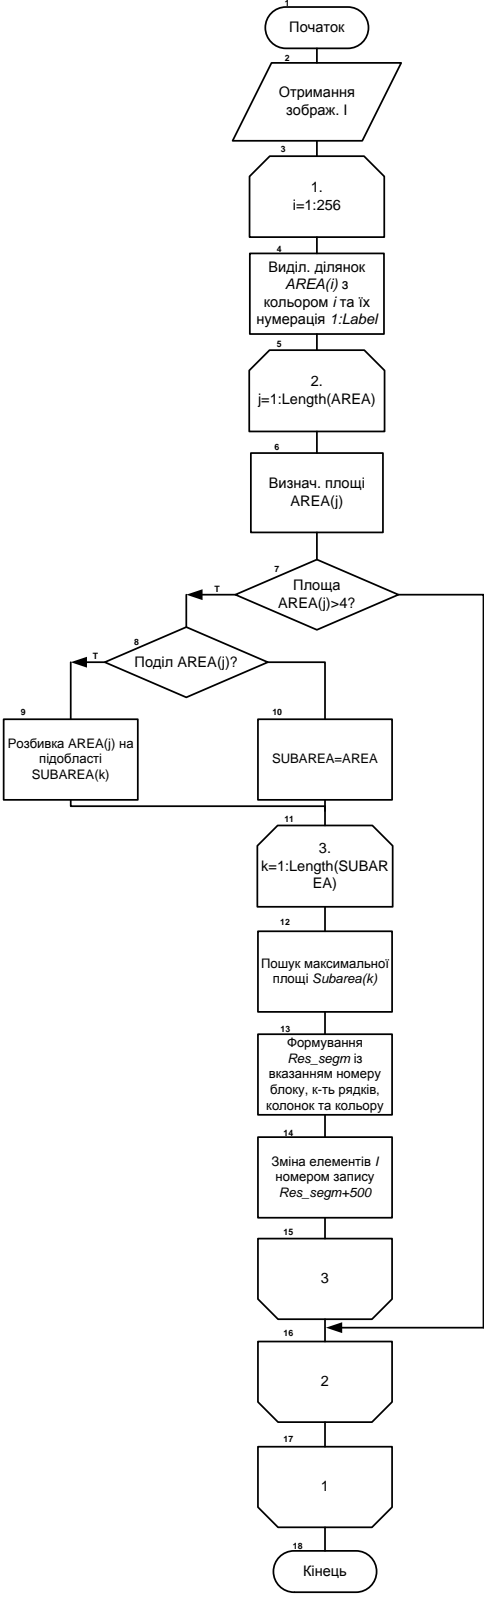 1
Початок
2
Отримання
зображ. I
3
1.
i=1:256
4
Виділ. ділянок
AREA(i) з
кольором i та їх
нумерація 1:Label
5
2.
j=1:Length(AREA)
6
Визнач. площі
AREA(j)
7
Площа
AREA(j)>4?
T
8
Поділ AREA(j)?
T
9
Розбивка AREA(j) на
підобласті
SUBAREA(k)
10
SUBAREA=AREA
11
3.
k=1:Length(SUBAR
EA)
12
Пошук максимальної
площі Subarea(k)
13
Формування
Res_segm із
вказанням номеру
блоку, к-ть рядків,
колонок та кольору
14
Зміна елементів I
номером запису
Res_segm+500
15
3
16
2
17
1
18
Кінець